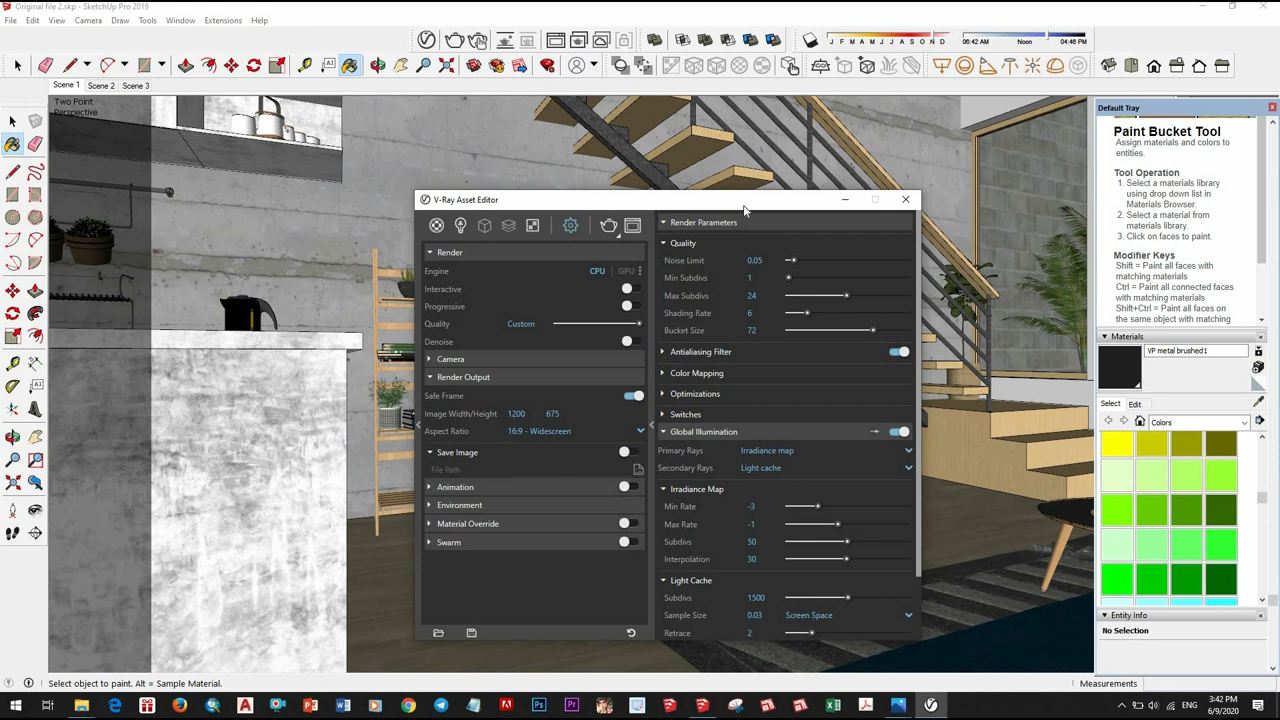 Original file 2.skp - SketchUp Pro 2019
File Edit View Camera Draw Tools Window Extensions Help
J F M A M J J A S O N D
06:42 AM Noon 04:46 PM
Scene 1 Scene 2 Scene 3
Two Point
Perspective
Default Tray
Paint Bucket Tool
Assign materials and colors to
entities.
Tool Operation
1. Select a materials library
using drop down list in
Materials Browser.
2. Select a material from
library.
3. Click on faces to paint.
Modifier Keys
Shift = Paint all faces with
matching materials
Ctrl = Paint all connected faces
with matching materials
Shift+Ctrl = Paint all faces on
the same object with matching
Materials
VP metal brushed1
Select Edit
Colors
Entity Info
No Selection
V-Ray Asset Editor
Render
Engine CPU GPU
Interactive
Progressive
Quality Custom
Denoise
Camera
Render Output
Safe Frame
Image Width/Height 1200 675
Aspect Ratio 16:9 - Widescreen
Save Image
File Path
Animation
Environment
Material Override
Swarm
Render Parameters
Quality
Noise Limit 0.05
Min Subdivs 1
Max Subdivs 24
Shading Rate 6
Bucket Size 72
Antialiasing Filter
Color Mapping
Optimizations
Switches
Global Illumination
Primary Rays Irradiance map
Secondary Rays Light cache
Irradiance Map
Min Rate -3
Max Rate -1
Subdivs 50
Interpolation 30
Light Cache
Subdivs 1500
Sample Size 0.03 Screen Space
Retrace 2
Select object to paint. Alt = Sample Material.
Measurements
ENG
3:42 PM
6/9/2020